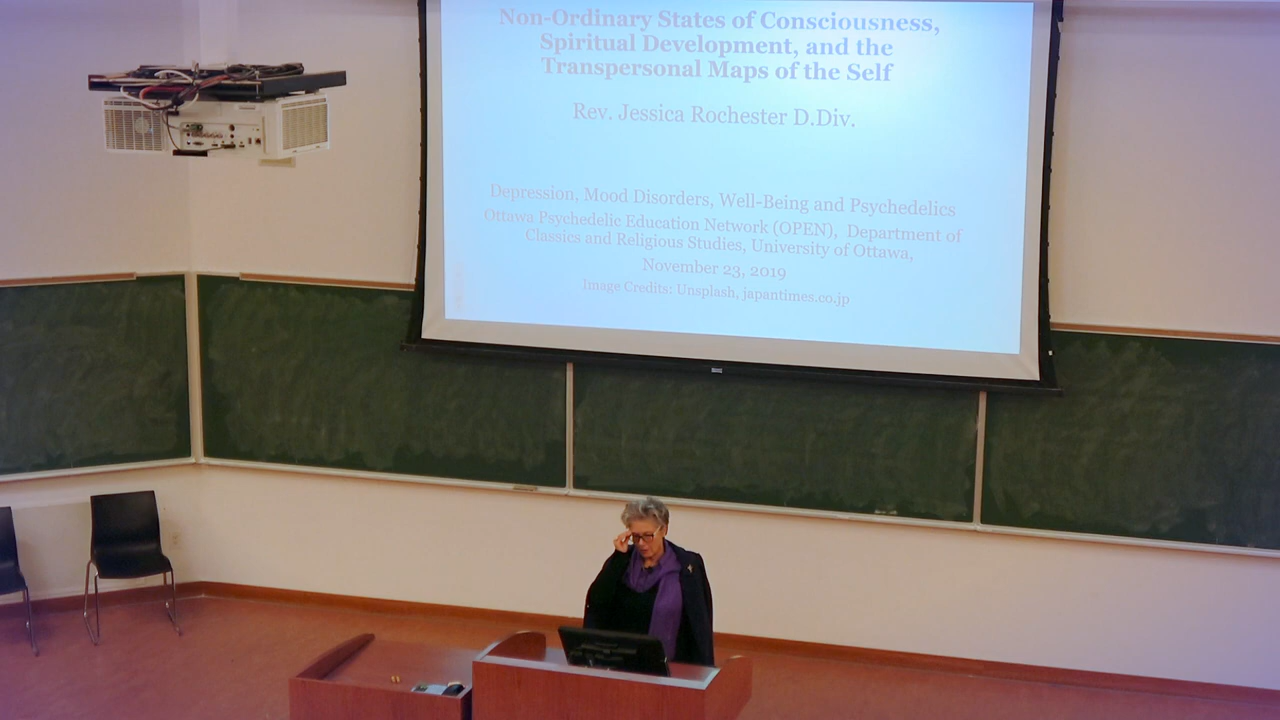 Non-Ordinary States of Consciousness,
Spiritual Development, and the
Transpersonal Maps of the Self
Rev. Jessica Rochester D.Div.
Depression, Mood Disorders, Well-Being and Psychedelics
Ottawa Psychedelic Education Network (OPEN), Department of
Classics and Religious Studies, University of Ottawa,
November 23, 2019
Image Credits: Unsplash, japantimes.co.jp